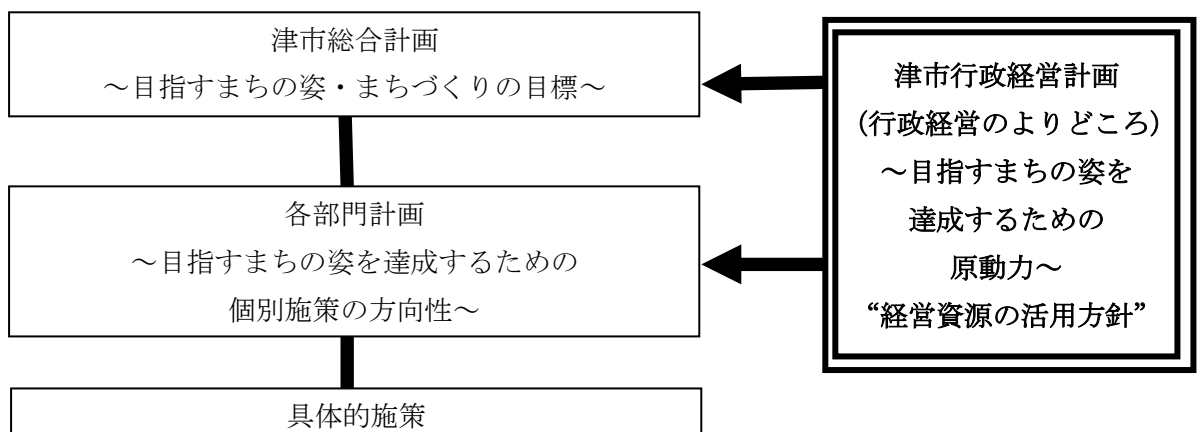 津市総合計画
～目指すまちの姿・まちづくりの目標～
各部門計画
～目指すまちの姿を達成するための
個別施策の方向性～
具体的施策
津市行政経営計画
（行政経営のよりどころ）
～目指すまちの姿を
達成するための
原動力～
“経営資源の活用方針”